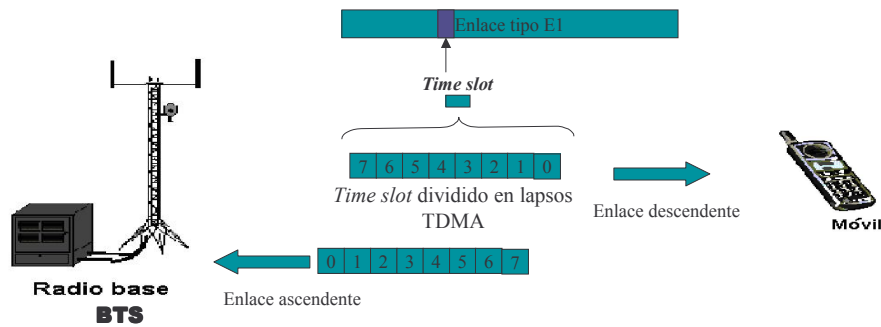 Enlace tipo E1
Time slot
7 6 5 4 3 2 1 0
Time slot dividido en lapsos
TDMA
Enlace descendente
Móvil
0 1 2 3 4 5 6 7
Enlace ascendente
Radio base
BTS